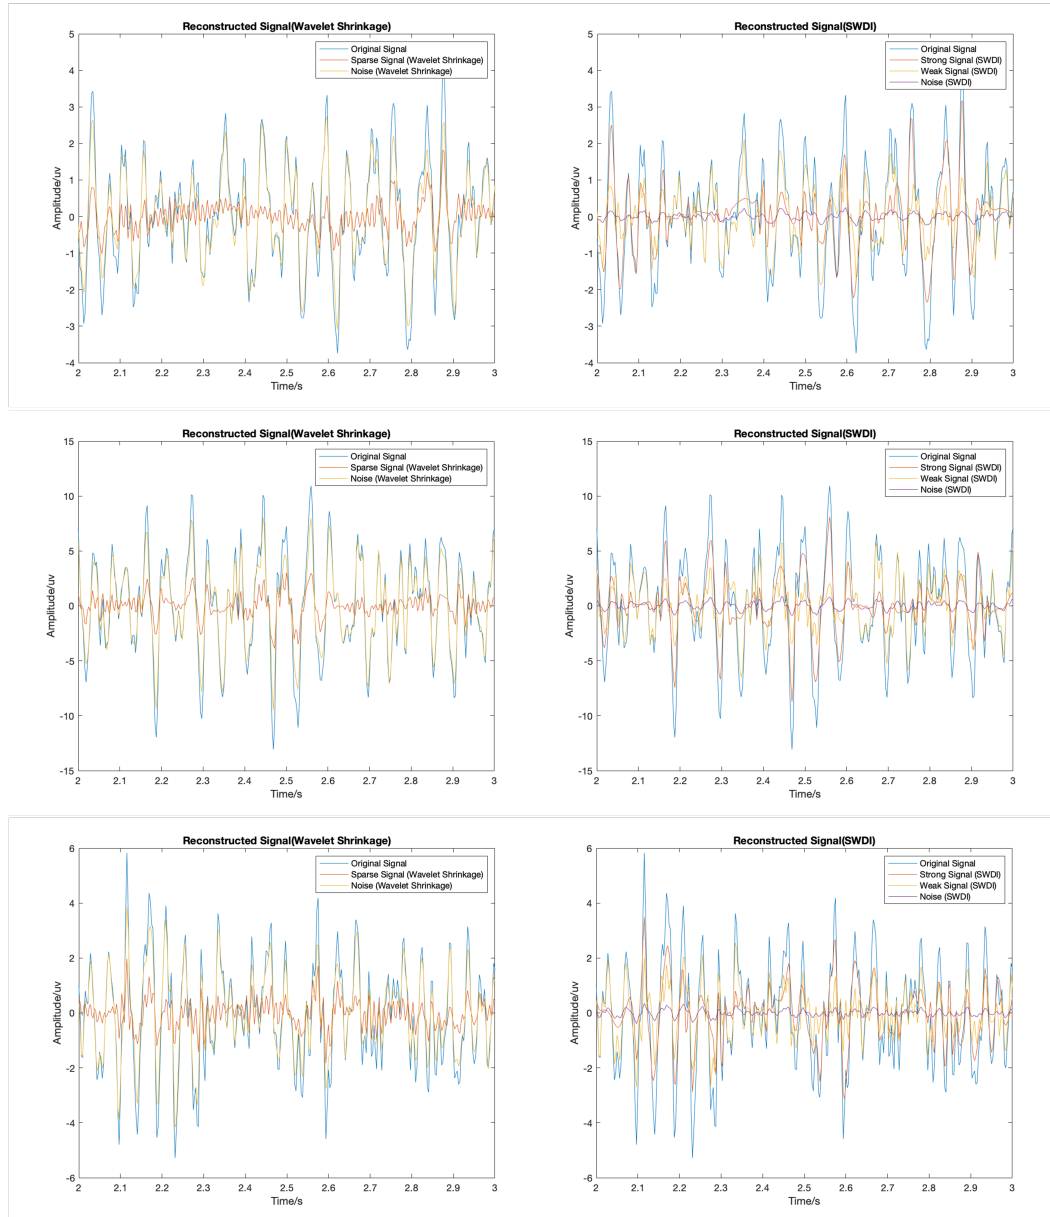 Reconstructed Signal(Wavelet Shrinkage)
5
4
3
2
1
0
-1
-2
-3
-4
Amplitude/uv
Original Signal
Sparse Signal (Wavelet Shrinkage)
Noise (Wavelet Shrinkage)
2 2.1 2.2 2.3 2.4 2.5 2.6 2.7 2.8 2.9 3
Time/s
Reconstructed Signal(SWDI)
5
4
3
2
1
0
-1
-2
-3
-4
Amplitude/uv
Original Signal
Strong Signal (SWDI)
Weak Signal (SWDI)
Noise (SWDI)
2 2.1 2.2 2.3 2.4 2.5 2.6 2.7 2.8 2.9 3
Time/s
Reconstructed Signal(Wavelet Shrinkage)
15
10
5
0
-5
-10
-15
Amplitude/uv
Original Signal
Sparse Signal (Wavelet Shrinkage)
Noise (Wavelet Shrinkage)
2 2.1 2.2 2.3 2.4 2.5 2.6 2.7 2.8 2.9 3
Time/s
Reconstructed Signal(SWDI)
15
10
5
0
-5
-10
-15
Amplitude/uv
Original Signal
Strong Signal (SWDI)
Weak Signal (SWDI)
Noise (SWDI)
2 2.1 2.2 2.3 2.4 2.5 2.6 2.7 2.8 2.9 3
Time/s
Reconstructed Signal(Wavelet Shrinkage)
6
4
2
0
-2
-4
-6
Amplitude/uv
Original Signal
Sparse Signal (Wavelet Shrinkage)
Noise (Wavelet Shrinkage)
2 2.1 2.2 2.3 2.4 2.5 2.6 2.7 2.8 2.9 3
Time/s
Reconstructed Signal(SWDI)
6
4
2
0
-2
-4
-6
Amplitude/uv
Original Signal
Strong Signal (SWDI)
Weak Signal (SWDI)
Noise (SWDI)
2 2.1 2.2 2.3 2.4 2.5 2.6 2.7 2.8 2.9 3
Time/s